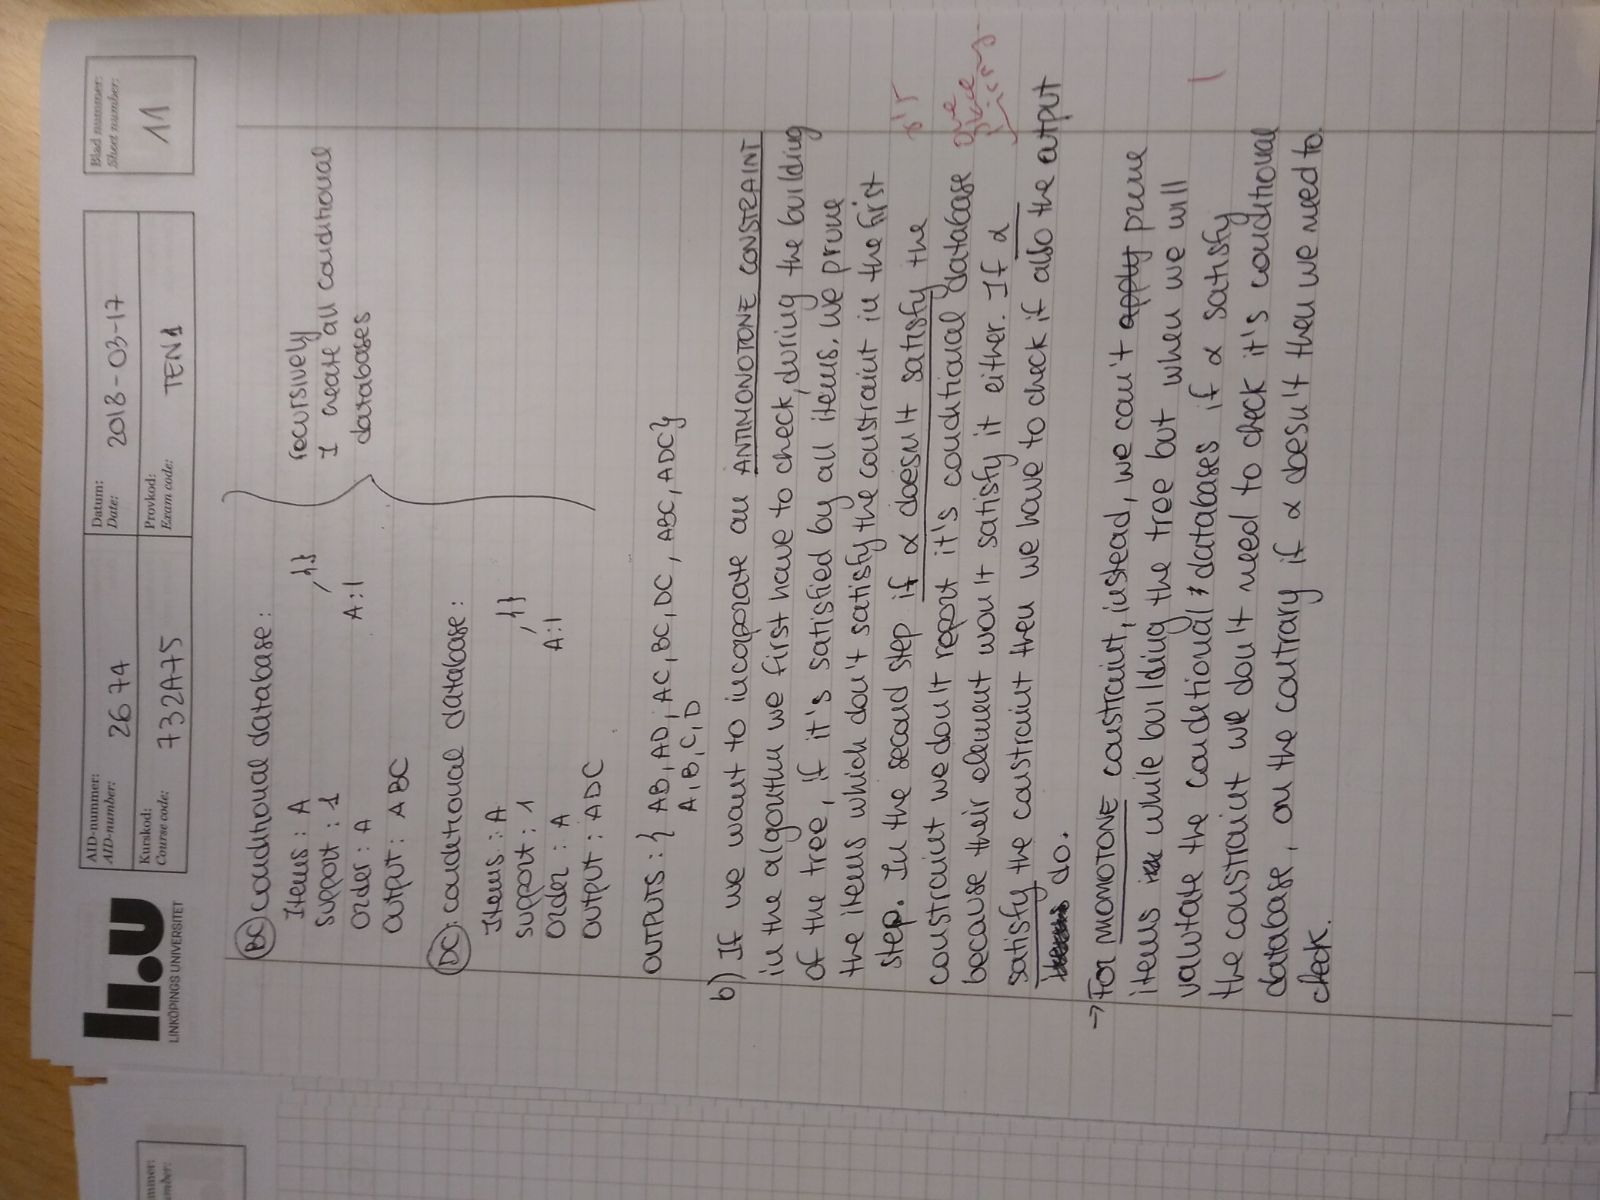 mmer:
umber:
li.u
LINKÖPINGS UNIVERSITET
AID-nummer:
AID-number: 2674
Datum:
Date: 2018-03-17
Blad nummer:
Sheet number:
11
Kurskod:
Course code: 732A75
Provkod:
Exam code: TEN1
BC conditional database:
Items: A
support: 1
Order: A
Output: ABC
{}
A:1
recursively
I create all conditional
databases
DC: conditional database:
Items: A
support: 1
Order: A
Output: ADC
{}
A:1
OUTPUTS: { AB, AD, AC, BC, DC, ABC, ADC}
A, B, C, D
b) If we want to incorporate an ANTIMONOTONE CONSTRAINT
in the algorithm we first have to check, during the building
of the tree, if it's satisfied by all items. We prune
the items which don't satisfy the constraint in the first
step. In the second step if α doesn't satisfy the
constraint we don't report it's conditional database
because their element won't satisfy it either. If α
satisfy the constraint then we have to check if also the output
do.
one
place
→ For MONOTONE constraint, instead, we can't apply prune
items while building the tree but when we will
valutate the conditional databases if α satisfy
the constraint we don't need to check it's conditional
database, on the contrary if α doesn't then we need to
check.